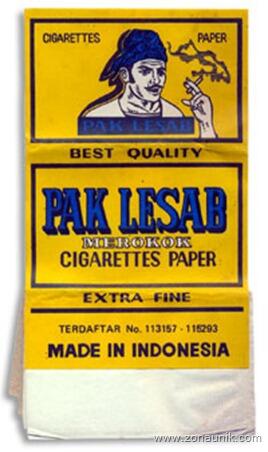 CIGARETTES PAPER
PAK LESAB
BEST QUALITY
PAK LESAB
MEROKOK
CIGARETTES PAPER
EXTRA FINE
TERDAFTAR No. 113157 - 115293
MADE IN INDONESIA
www.zonaunik.com